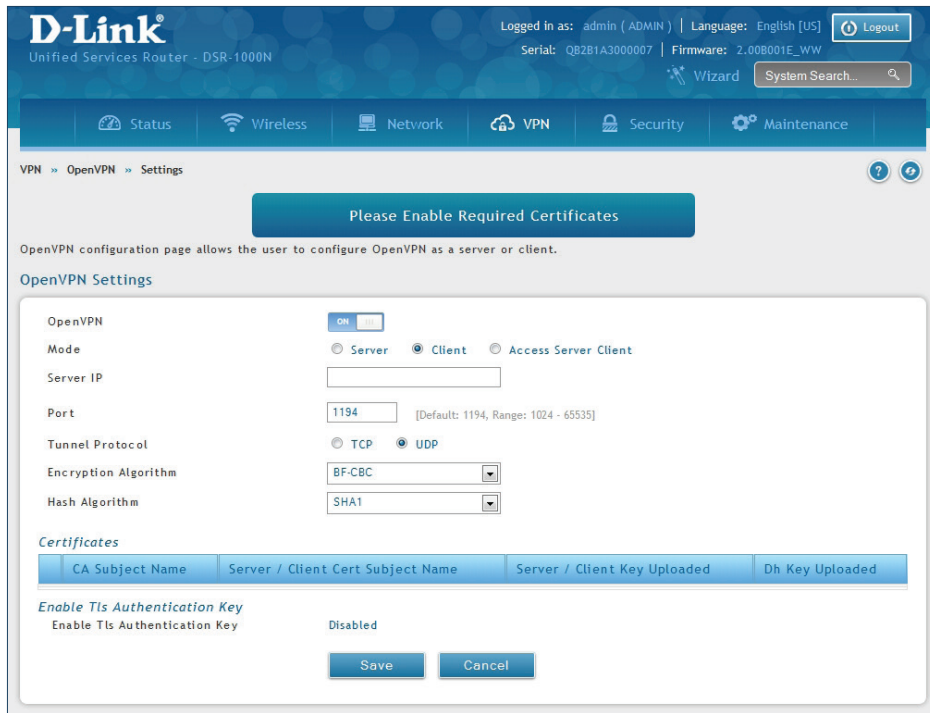 D-Link®
Logged in as: admin ( ADMIN ) | Language: English [US] Logout
Unified Services Router - DSR-1000N
Serial: QB2B1A3000007 | Firmware: 2.00B001E_WW
Wizard System Search...
Status Wireless Network VPN Security Maintenance
VPN » OpenVPN » Settings ?
Please Enable Required Certificates
OpenVPN configuration page allows the user to configure OpenVPN as a server or client.
OpenVPN Settings
OpenVPN ON
Mode Server Client Access Server Client
Server IP
Port 1194 [Default: 1194, Range: 1024 - 65535]
Tunnel Protocol TCP UDP
Encryption Algorithm BF-CBC
Hash Algorithm SHA1
Certificates
CA Subject Name Server / Client Cert Subject Name Server / Client Key Uploaded Dh Key Uploaded
Enable Tls Authentication Key
Enable Tls Authentication Key Disabled
Save Cancel